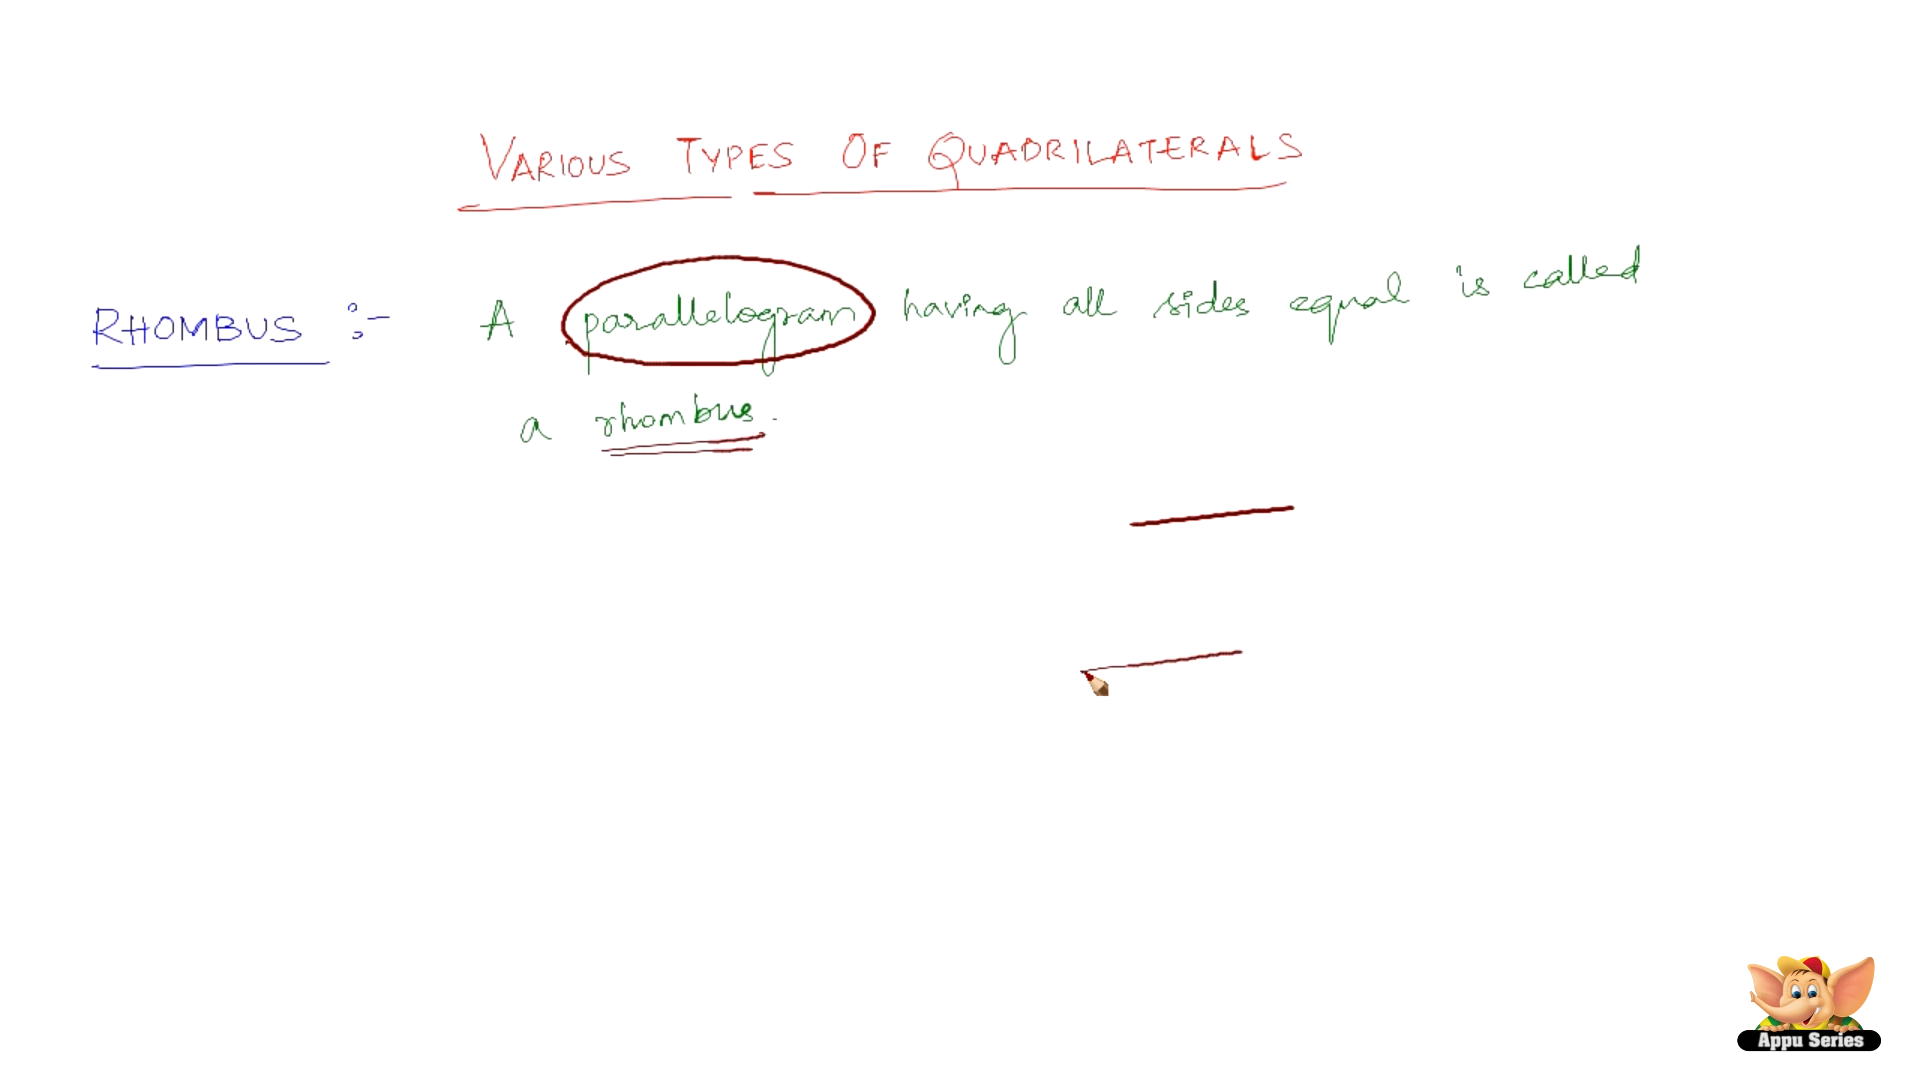 VARIOUS TYPES OF QUADRILATERALS
RHOMBUS :- A parallelogram having all sides equal is called
a rhombus.
Appu Series